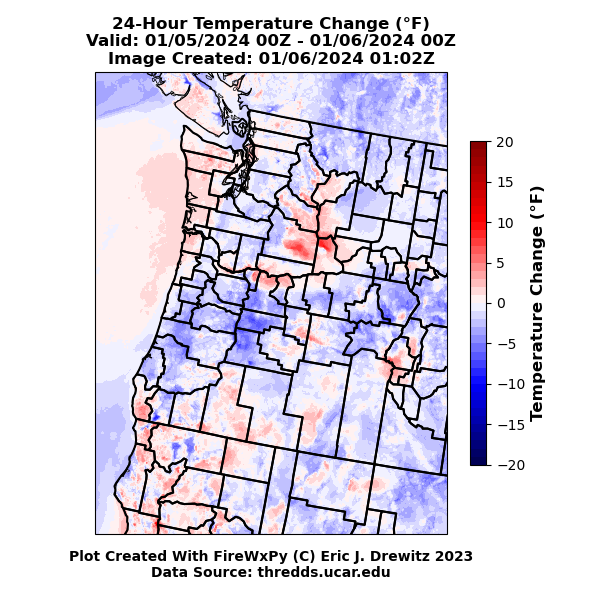 24-Hour Temperature Change (°F)
Valid: 01/05/2024 00Z - 01/06/2024 00Z
Image Created: 01/06/2024 01:02Z
20
15
10
5
0
−5
−10
−15
−20
Temperature Change (°F)
Plot Created With FireWxPy (C) Eric J. Drewitz 2023
Data Source: thredds.ucar.edu